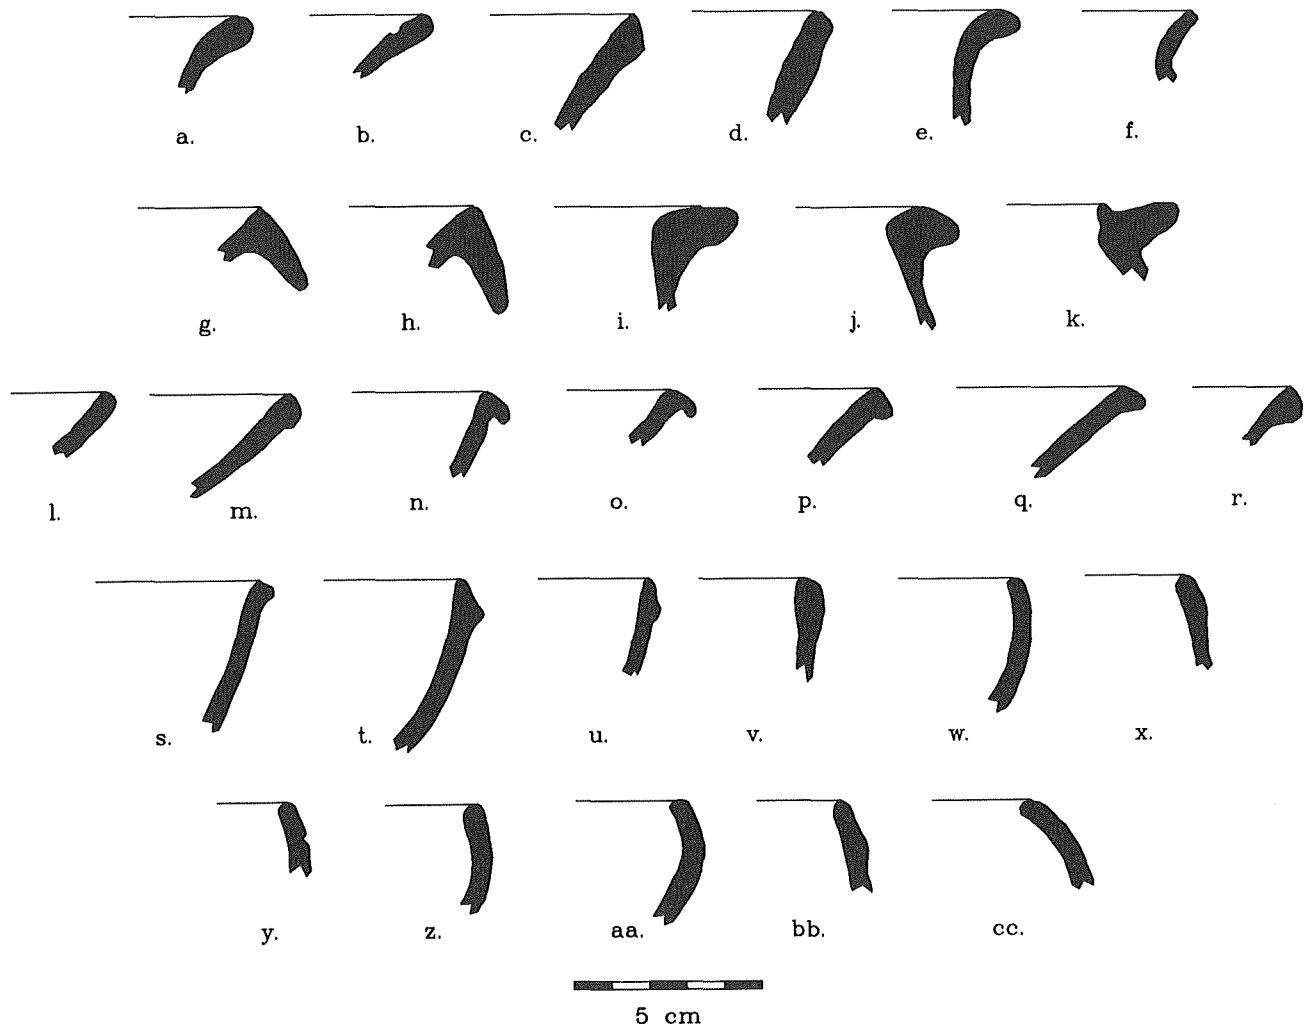 a. b. c. d. e. f.
g. h. i. j. k.
l. m. n. o. p. q. r.
s. t. u. v. w. x.
y. z. aa. bb. cc.
5 cm